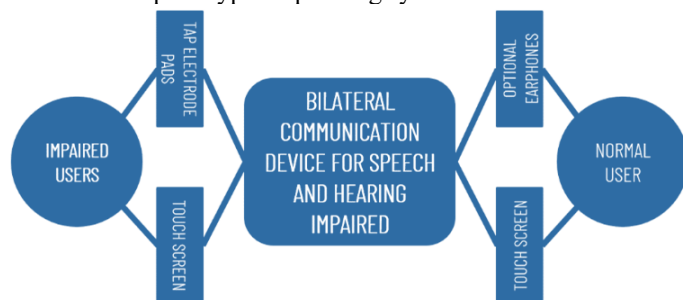 TAP ELECTRODE
PADS
OPTIONAL
EARPHONES
IMPAIRED
USERS
BILATERAL
COMMUNICATION
DEVICE FOR SPEECH
AND HEARING
IMPAIRED
NORMAL
USER
TOUCH SCREEN
TOUCH SCREEN